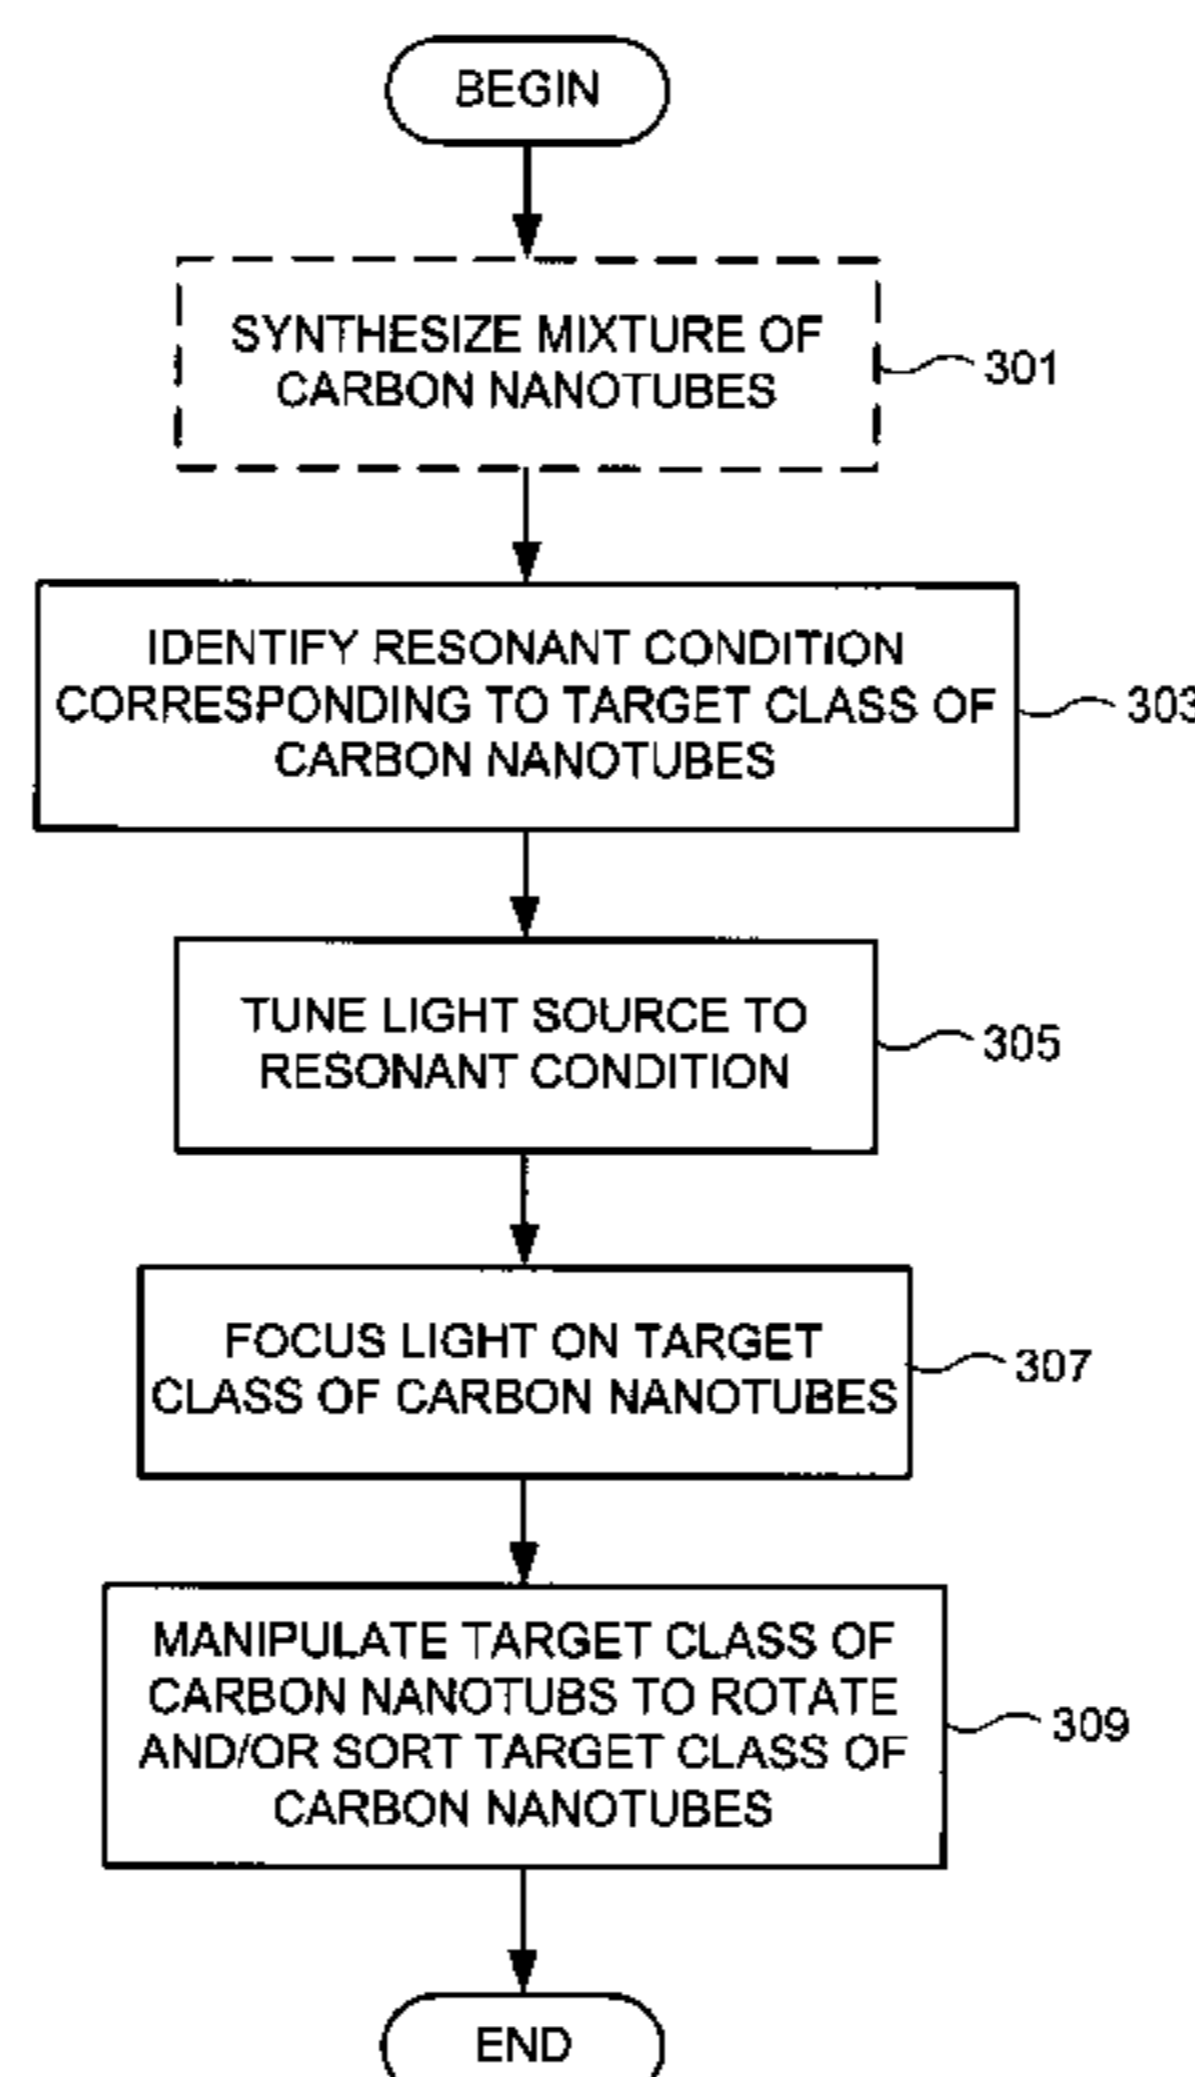 BEGIN
SYNTHESIZE MIXTURE OF
CARBON NANOTUBES
301
IDENTIFY RESONANT CONDITION
CORRESPONDING TO TARGET CLASS OF
CARBON NANOTUBES
303
TUNE LIGHT SOURCE TO
RESONANT CONDITION
305
FOCUS LIGHT ON TARGET
CLASS OF CARBON NANOTUBES
307
MANIPULATE TARGET CLASS OF
CARBON NANOTUBS TO ROTATE
AND/OR SORT TARGET CLASS OF
CARBON NANOTUBES
309
END